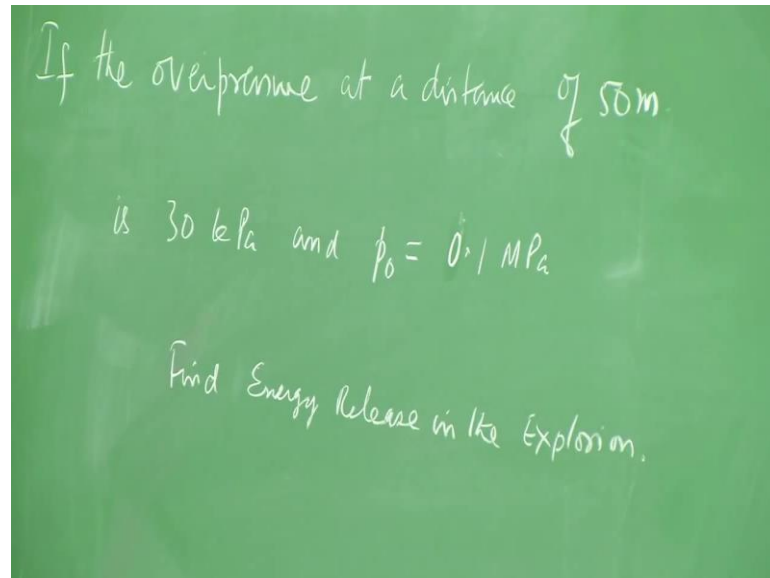 If the overpressure at a distance of 50m.
is 30 kPa and p₀ = 0.1 MPa
Find Energy Release in the Explosion.